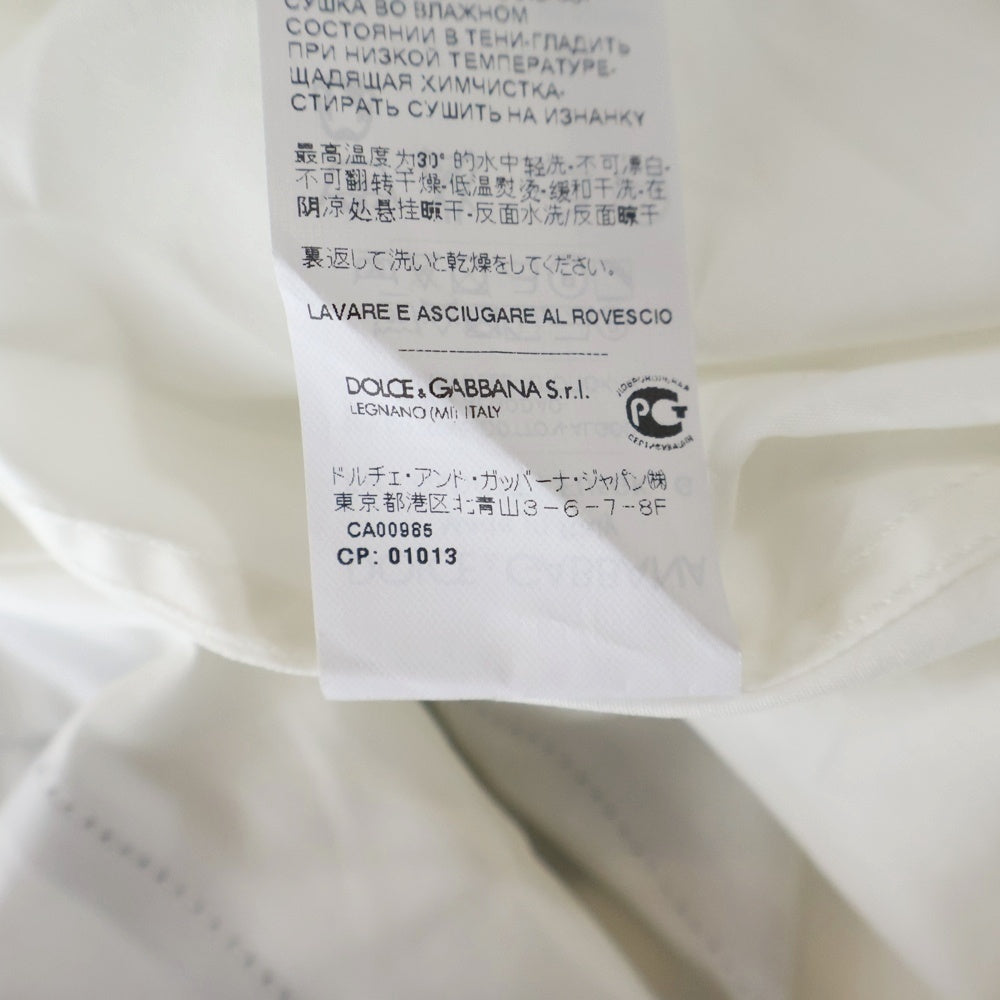 СУШКА ВО ВЛАЖНОМ
СОСТОЯНИИ В ТЕНИ-ГЛАДИТЬ
ПРИ НИЗКОЙ ТЕМПЕРАТУРЕ-
ЩАДЯЩАЯ ХИМЧИСТКА-
СТИРАТЬ СУШИТЬ НА ИЗНАНКУ
最高温度为30°的水中轻洗-不可漂白-
不可翻转干燥-低温熨烫-缓和干洗-在
阴凉处悬挂晾干-反面水洗/反面晾干
裏返して洗いと乾燥をしてください。
LAVARE E ASCIUGARE AL ROVESCIO
DOLCE & GABBANA S.r.l.
LEGNANO (MI) ITALY
PCT
ドルチェ・アンド・ガッバーナ・ジャパン㈱
東京都港区北青山3-6-7-8F
CA00985
CP: 01013